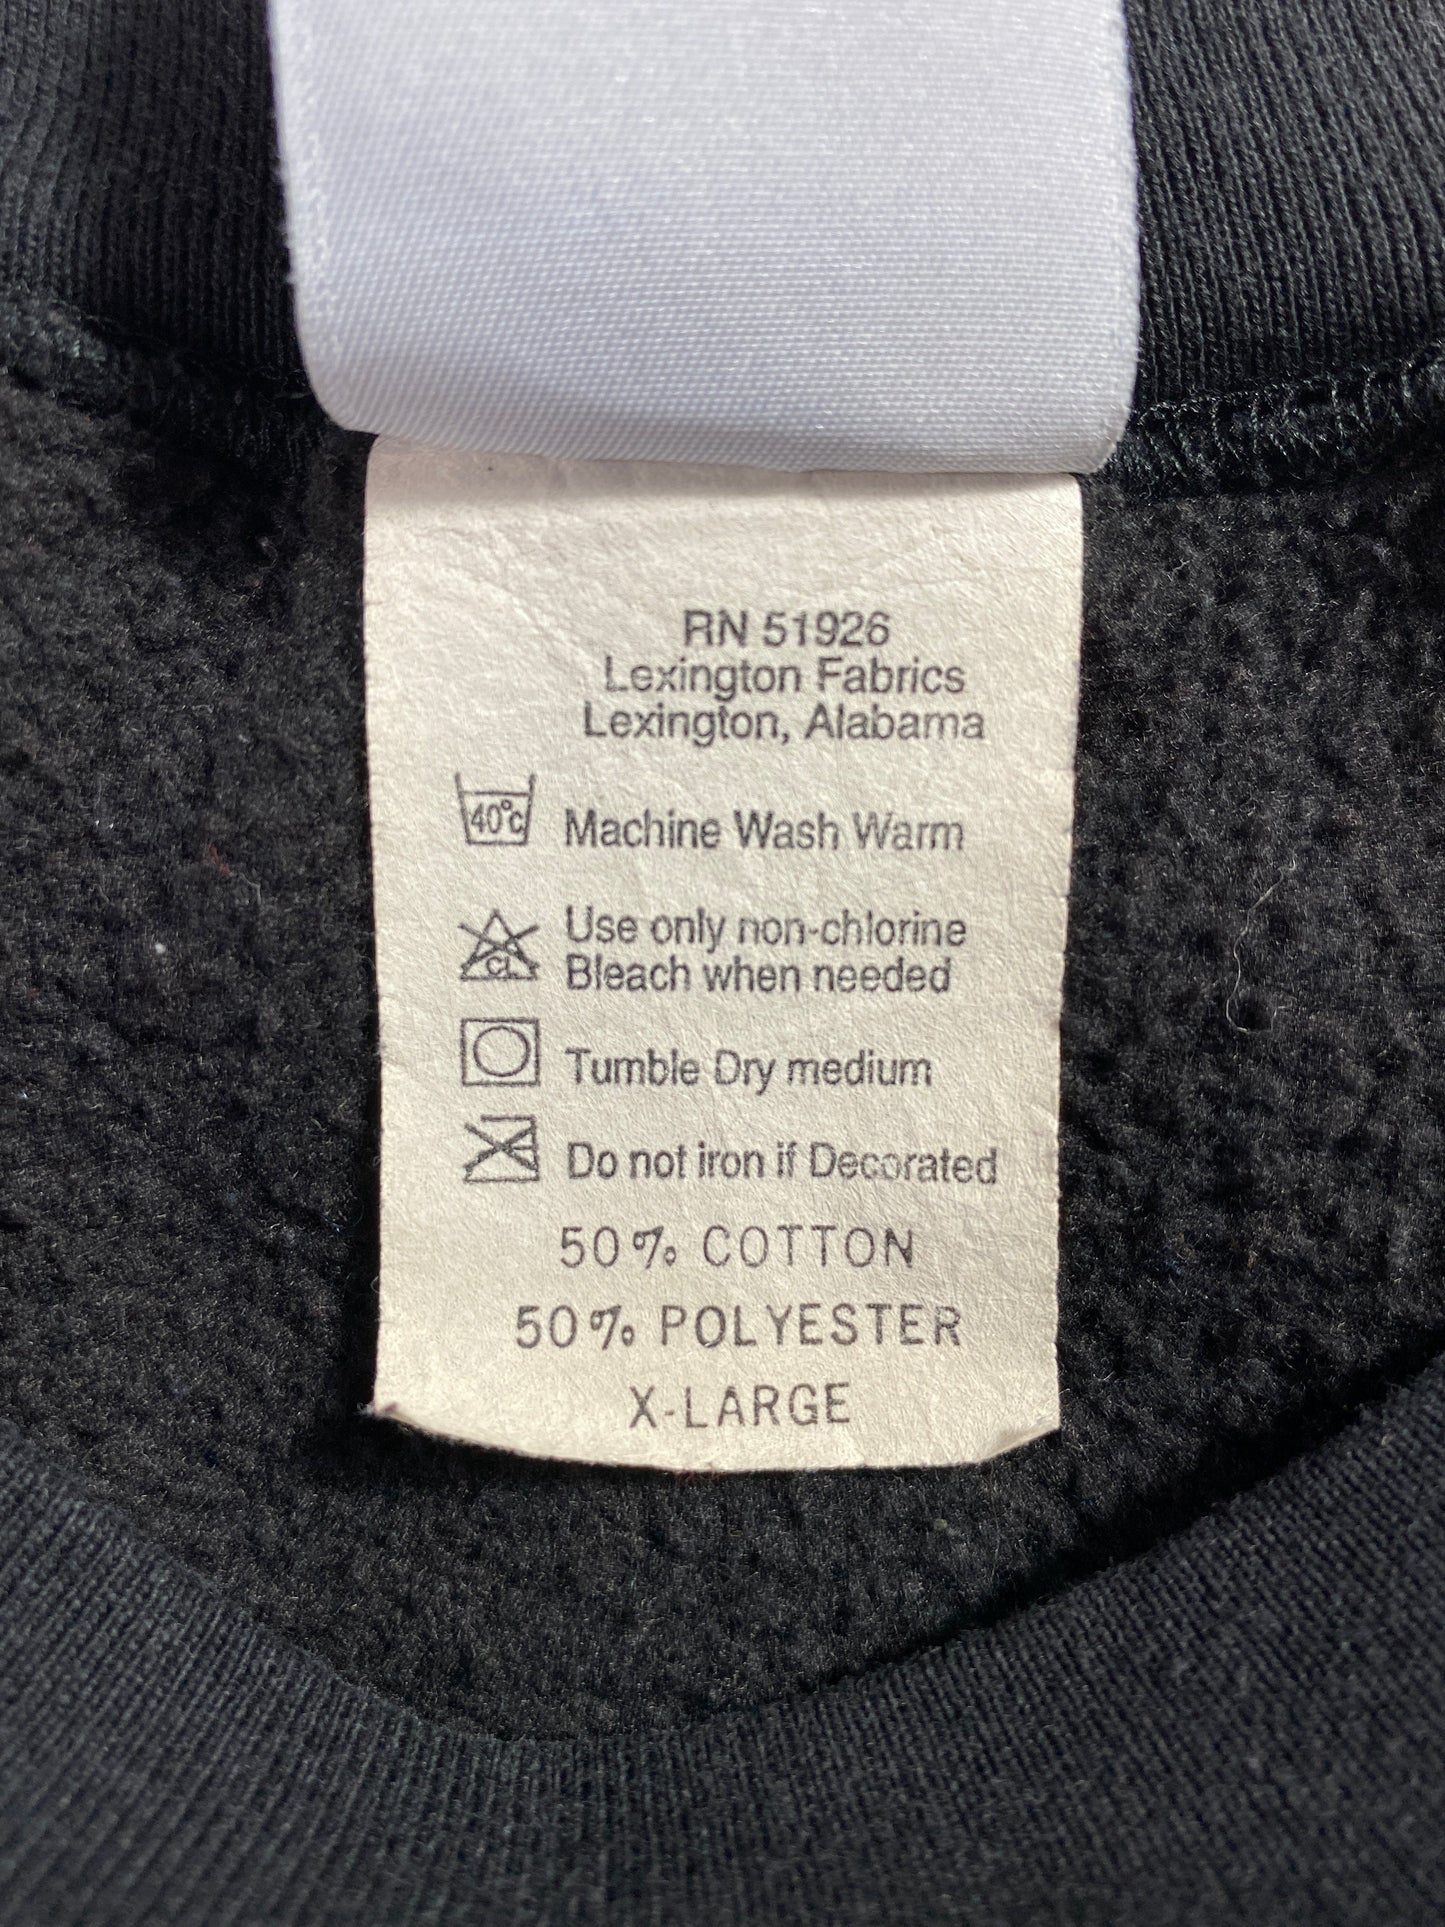 RN 51926
Lexington Fabrics
Lexington, Alabama
40°c Machine Wash Warm
CL Use only non-chlorine
Bleach when needed
Tumble Dry medium
Do not iron if Decorated
50% COTTON
50% POLYESTER
X-LARGE